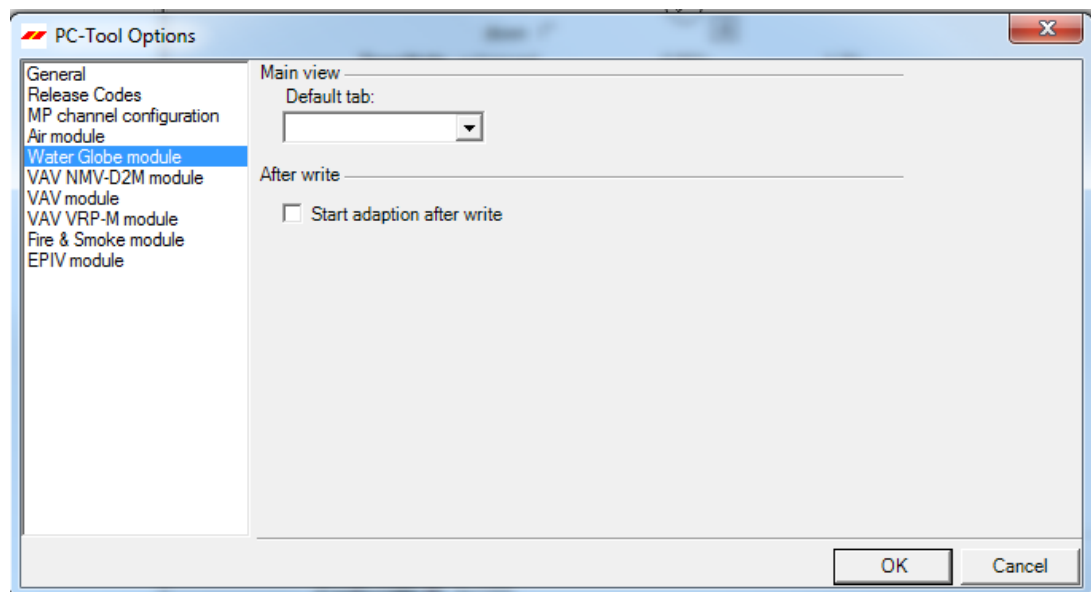 PC-Tool Options
General
Release Codes
MP channel configuration
Air module
Water Globe module
VAV NMV-D2M module
VAV module
VAV VRP-M module
Fire & Smoke module
EPIV module
Main view
Default tab:
After write
Start adaption after write
OK
Cancel